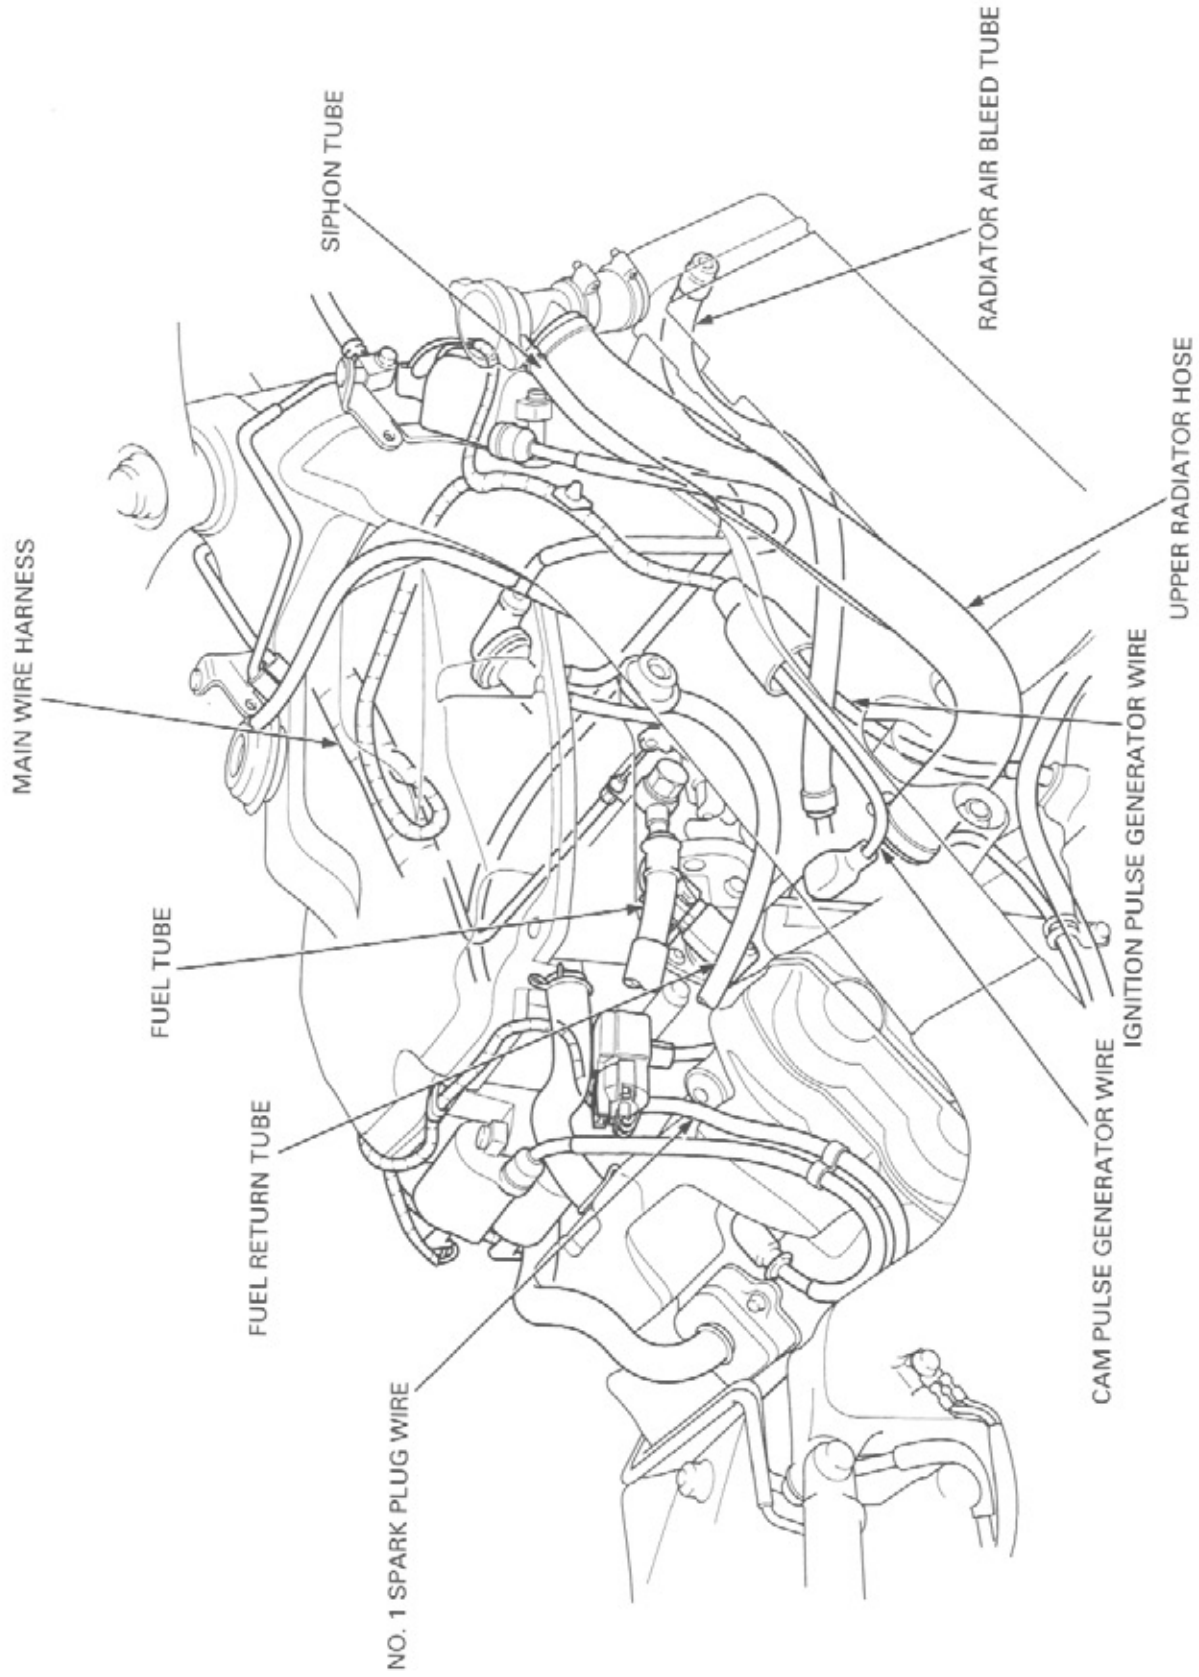 MAIN WIRE HARNESS
FUEL TUBE
FUEL RETURN TUBE
NO. 1 SPARK PLUG WIRE
SIPHON TUBE
RADIATOR AIR BLEED TUBE
UPPER RADIATOR HOSE
IGNITION PULSE GENERATOR WIRE
CAM PULSE GENERATOR WIRE